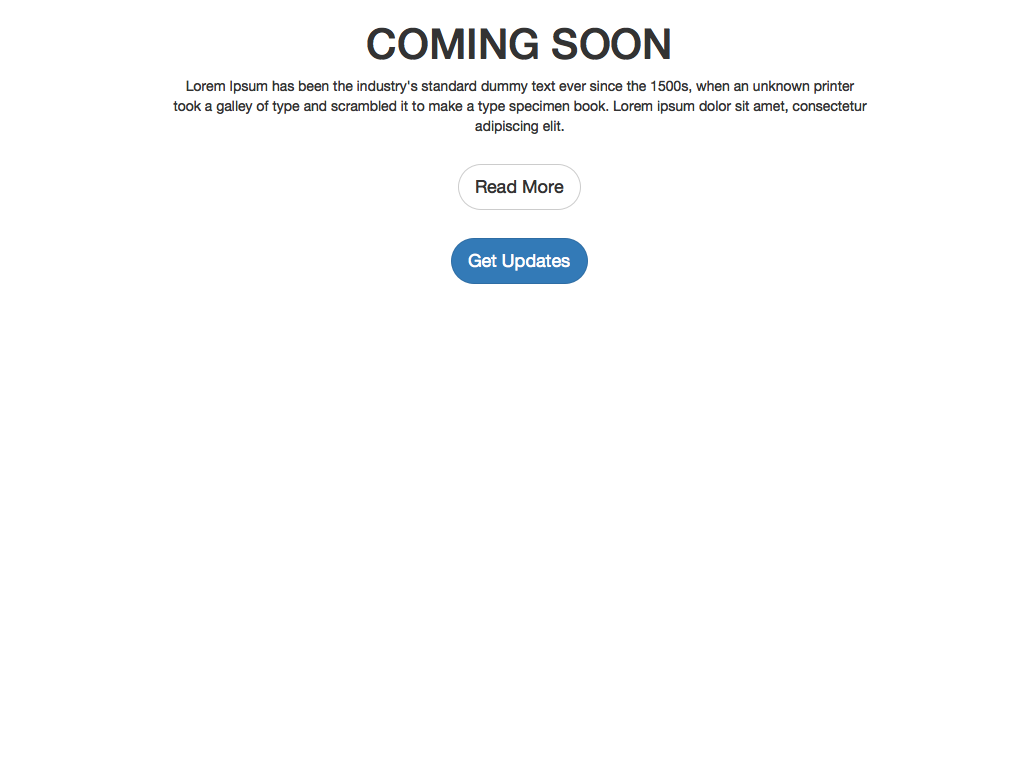 COMING SOON
Lorem Ipsum has been the industry's standard dummy text ever since the 1500s, when an unknown printer
took a galley of type and scrambled it to make a type specimen book. Lorem ipsum dolor sit amet, consectetur
adipiscing elit.
Read More
Get Updates